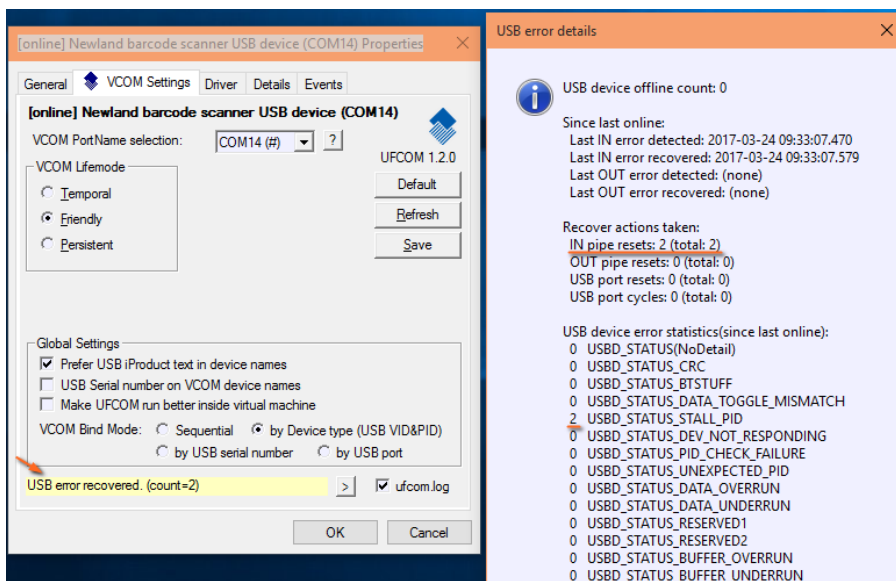 [online] Newland barcode scanner USB device (COM14) Properties
General
VCOM Settings
Driver
Details
Events
[online] Newland barcode scanner USB device (COM14)
VCOM PortName selection:
COM14 (#)
?
UFCOM 1.2.0
VCOM Lifemode
Temporal
Friendly
Persistent
Default
Refresh
Save
Global Settings
Prefer USB iProduct text in device names
USB Serial number on VCOM device names
Make UFCOM run better inside virtual machine
VCOM Bind Mode:
Sequential
by Device type (USB VID&PID)
by USB serial number
by USB port
USB error recovered. (count=2)
>
ufcom.log
OK
Cancel
USB error details
USB device offline count: 0
Since last online:
Last IN error detected: 2017-03-24 09:33:07.470
Last IN error recovered: 2017-03-24 09:33:07.579
Last OUT error detected: (none)
Last OUT error recovered: (none)
Recover actions taken:
IN pipe resets: 2 (total: 2)
OUT pipe resets: 0 (total: 0)
USB port resets: 0 (total: 0)
USB port cycles: 0 (total: 0)
USB device error statistics(since last online):
0 USBD_STATUS(NoDetail)
0 USBD_STATUS_CRC
0 USBD_STATUS_BTSTUFF
0 USBD_STATUS_DATA_TOGGLE_MISMATCH
2 USBD_STATUS_STALL_PID
0 USBD_STATUS_DEV_NOT_RESPONDING
0 USBD_STATUS_PID_CHECK_FAILURE
0 USBD_STATUS_UNEXPECTED_PID
0 USBD_STATUS_DATA_OVERRUN
0 USBD_STATUS_DATA_UNDERRUN
0 USBD_STATUS_RESERVED1
0 USBD_STATUS_RESERVED2
0 USBD_STATUS_BUFFER_OVERRUN
0 USBD_STATUS_BUFFER_UNDERRUN